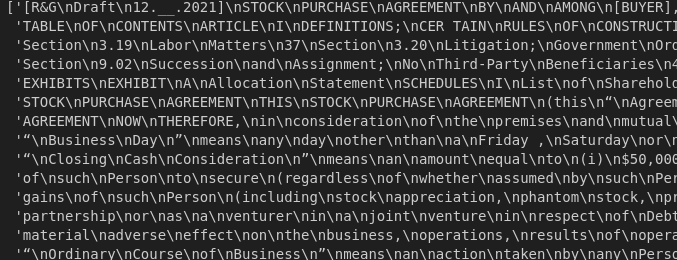 ['[R&G\nDraft\n12.__.2021]\nSTOCK\nPURCHASE\nAGREEMENT\nBY\nAND\nAMONG\n[BUYER],
'TABLE\nOF\nCONTENTS\nARTICLE\nI\nDEFINITIONS;\nCER TAIN\nRULES\nOF\nCONSTRUCTI
'Section\n3.19\nLabor\nMatters\n37\nSection\n3.20\nLitigation;\nGovernment\nOrd
'Section\n9.02\nSuccession\nand\nAssignment;\nNo\nThird-Party\nBeneficiaries\n4
'EXHIBITS\nEXHIBIT\nA\nAllocation\nStatement\nSCHEDULES\nI\nList\nof\nSharehold
'STOCK\nPURCHASE\nAGREEMENT\nTHIS\nSTOCK\nPURCHASE\nAGREEMENT\n(this\n“\nAgreem
'AGREEMENT\nNOW\nTHEREFORE,\nin\nconsideration\nof\nthe\npremises\nand\nmutual\
'“\nBusiness\nDay\n”\nmeans\nany\nday\nother\nthan\na\nFriday ,\nSaturday\nor\n
'“\nClosing\nCash\nConsideration\n”\nmeans\nan\namount\nequal\nto\n(i)\n$50,000
'of\nsuch\nPerson\nto\nsecure\n(regardless\nof\nwhether\nassumed\nby\nsuch\nPer
'gains\nof\nsuch\nPerson\n(including\nstock\nappreciation,\nphantom\nstock,\npr
'partnership\nor\nas\na\nventurer\nin\na\njoint\nventure\nin\nrespect\nof\nDebt
'material\nadverse\neffect\non\nthe\nbusiness,\noperations,\nresults\nof\nopera
'“\nOrdinary\nCourse\nof\nBusiness\n”\nmeans\nan\naction\ntaken\nby\nany\nPerso